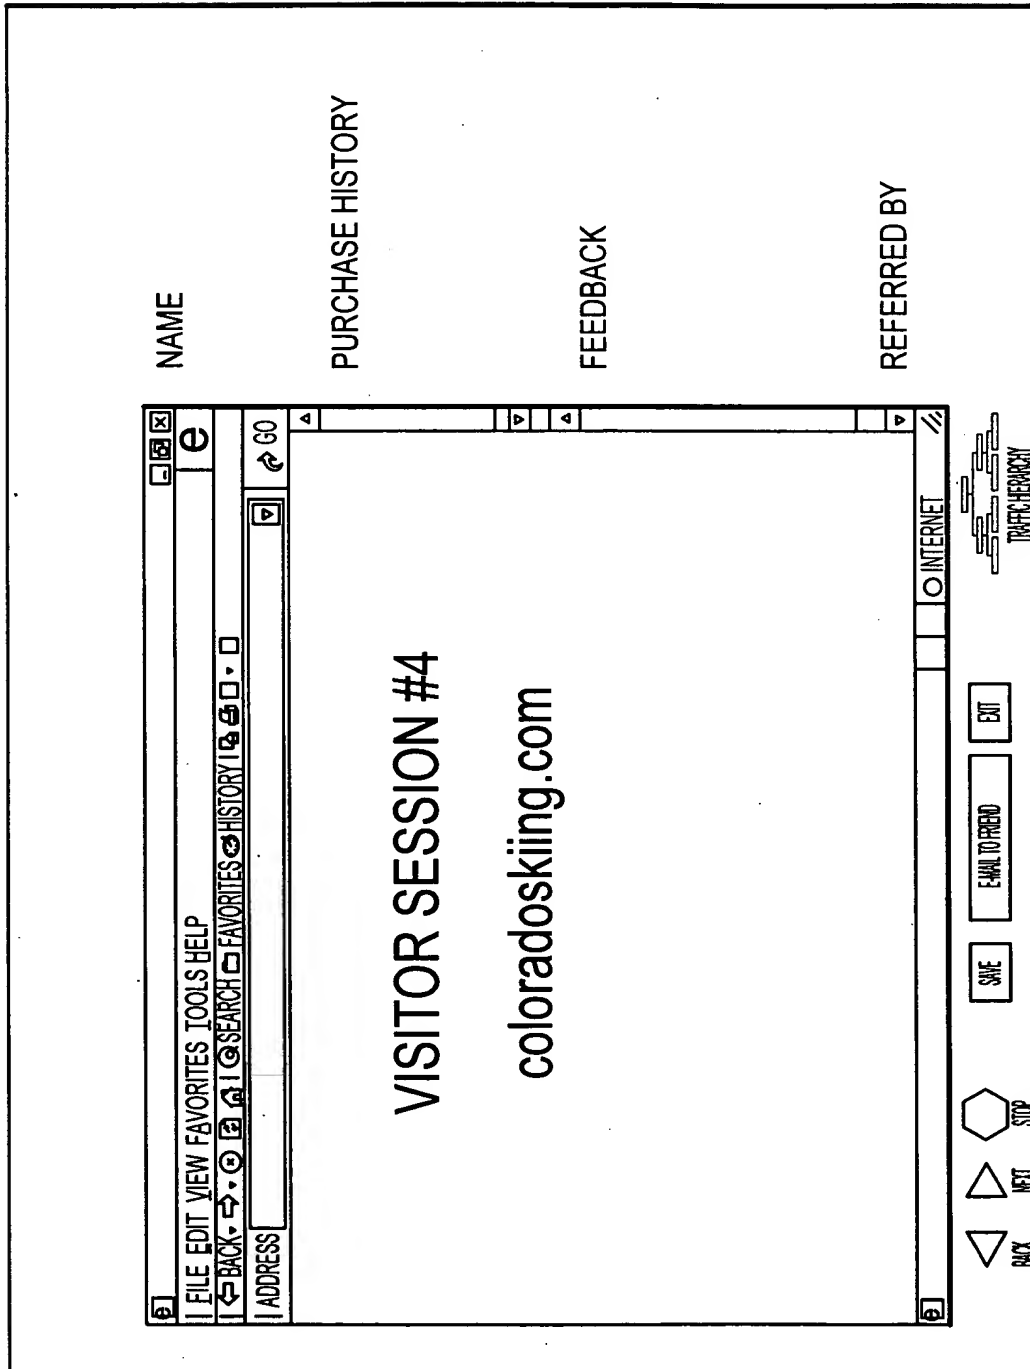 FILE EDIT VIEW FAVORITES TOOLS HELP
e
BACK SEARCH FAVORITES HISTORY
ADDRESS
GO
VISITOR SESSION #4
coloradoskiing.com
e
INTERNET
NAME
PURCHASE HISTORY
FEEDBACK
REFERRED BY
BACK
NEXT
STOP
SAVE
E-MAIL TO FRIEND
EXIT
TRAFFIC HIERARCHY